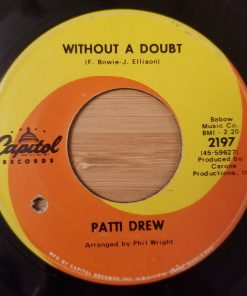 WITHOUT A DOUBT
(F. Bowie-J. Ellison)
Capitol
RECORDS
Babow
Music Co.
BMI - 2:20
2197
(45-59627)
Produced by
Carone
Productions,
PATTI DREW
Arranged by Phil Wright